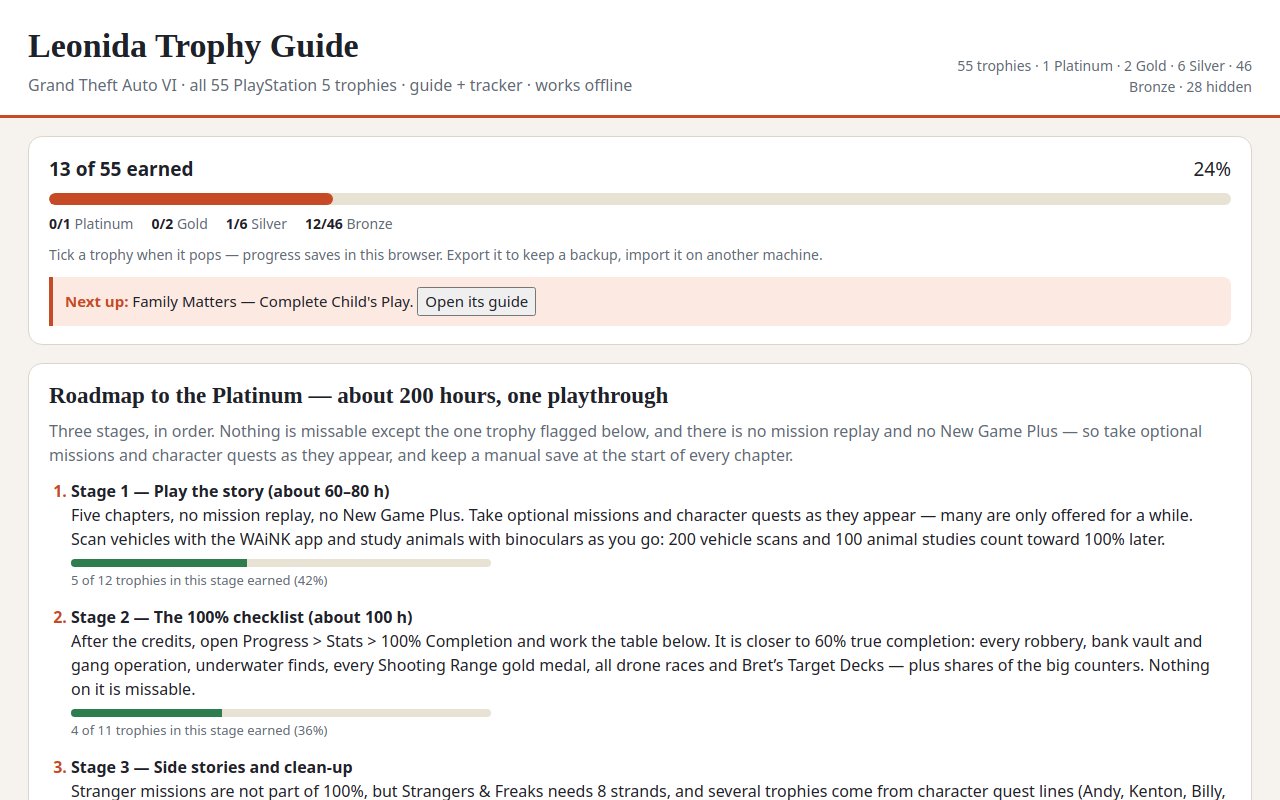 Leonida Trophy Guide
Grand Theft Auto VI · all 55 PlayStation 5 trophies · guide + tracker · works offline
55 trophies · 1 Platinum · 2 Gold · 6 Silver · 46
Bronze · 28 hidden
13 of 55 earned
24%
0/1 Platinum 0/2 Gold 1/6 Silver 12/46 Bronze
Tick a trophy when it pops — progress saves in this browser. Export it to keep a backup, import it on another machine.
Next up: Family Matters — Complete Child's Play. Open its guide
Roadmap to the Platinum — about 200 hours, one playthrough
Three stages, in order. Nothing is missable except the one trophy flagged below, and there is no mission replay and no New Game Plus — so take optional
missions and character quests as they appear, and keep a manual save at the start of every chapter.
1. Stage 1 — Play the story (about 60–80 h)
Five chapters, no mission replay, no New Game Plus. Take optional missions and character quests as they appear — many are only offered for a while.
Scan vehicles with the WAiNK app and study animals with binoculars as you go: 200 vehicle scans and 100 animal studies count toward 100% later.
5 of 12 trophies in this stage earned (42%)
2. Stage 2 — The 100% checklist (about 100 h)
After the credits, open Progress > Stats > 100% Completion and work the table below. It is closer to 60% true completion: every robbery, bank vault and
gang operation, underwater finds, every Shooting Range gold medal, all drone races and Bret’s Target Decks — plus shares of the big counters. Nothing
on it is missable.
4 of 11 trophies in this stage earned (36%)
3. Stage 3 — Side stories and clean-up
Stranger missions are not part of 100%, but Strangers & Freaks needs 8 strands, and several trophies come from character quest lines (Andy, Kenton, Billy,